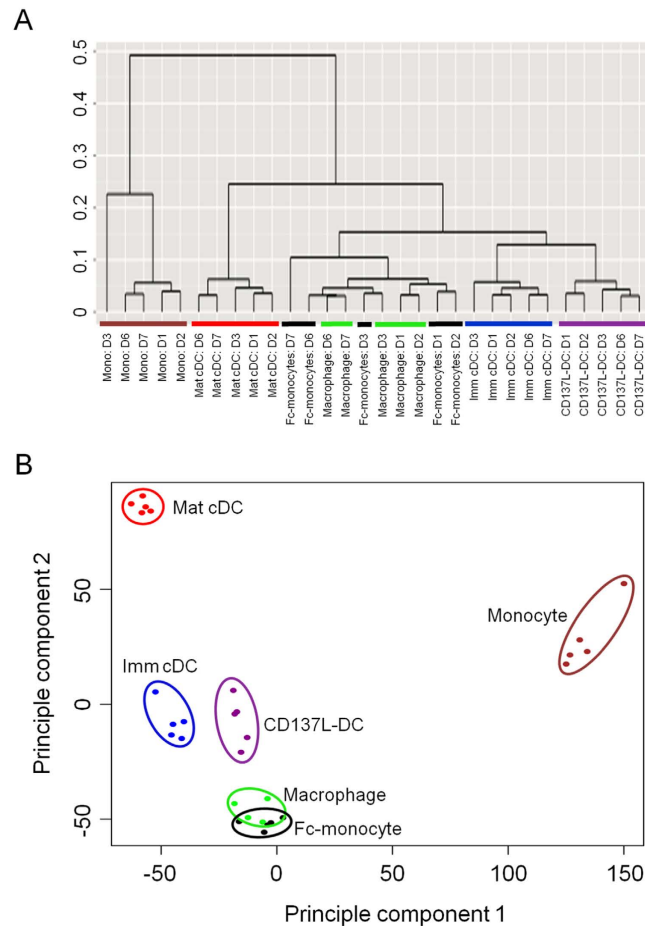 A
0.5
0.4
0.3
0.2
0.1
0
Mono: D3
Mono: D6
Mono: D7
Mono: D1
Mono: D2
Mat cDC: D6
Mat cDC: D7
Mat cDC: D3
Mat cDC: D1
Mat cDC: D2
Fc-monocytes: D7
Fc-monocytes: D6
Macrophage: D6
Macrophage: D7
Fc-monocytes: D3
Macrophage: D3
Macrophage: D1
Macrophage: D2
Fc-monocytes: D1
Fc-monocytes: D2
Imm cDC: D3
Imm cDC: D1
Imm cDC: D2
Imm cDC: D6
Imm cDC: D7
CD137L-DC: D1
CD137L-DC: D2
CD137L-DC: D3
CD137L-DC: D6
CD137L-DC: D7
B
Mat cDC
Monocyte
Imm cDC
CD137L-DC
Macrophage
Fc-monocyte
50
0
-50
Principle component 2
-50 0 50 100 150
Principle component 1